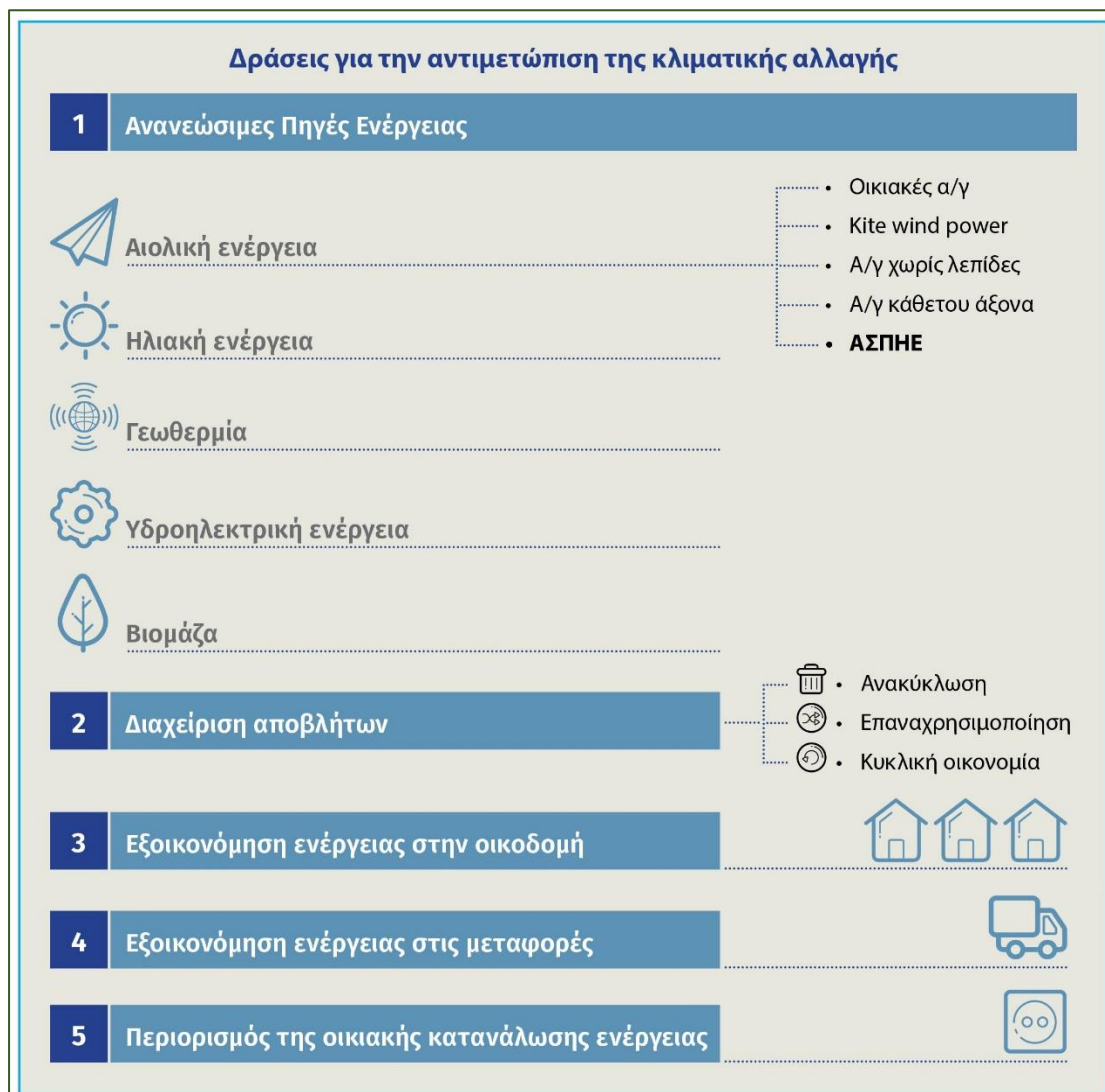 Δράσεις για την αντιμετώπιση της κλιματικής αλλαγής
1 Ανανεώσιμες Πηγές Ενέργειας
Αιολική ενέργεια
• Οικιακές α/γ
• Kite wind power
• Α/γ χωρίς λεπίδες
• Α/γ κάθετου άξονα
• ΑΣΠΗΕ
Ηλιακή ενέργεια
Γεωθερμία
Υδροηλεκτρική ενέργεια
Βιομάζα
2 Διαχείριση αποβλήτων
• Ανακύκλωση
• Επαναχρησιμοποίηση
• Κυκλική οικονομία
3 Εξοικονόμηση ενέργειας στην οικοδομή
4 Εξοικονόμηση ενέργειας στις μεταφορές
5 Περιορισμός της οικιακής κατανάλωσης ενέργειας